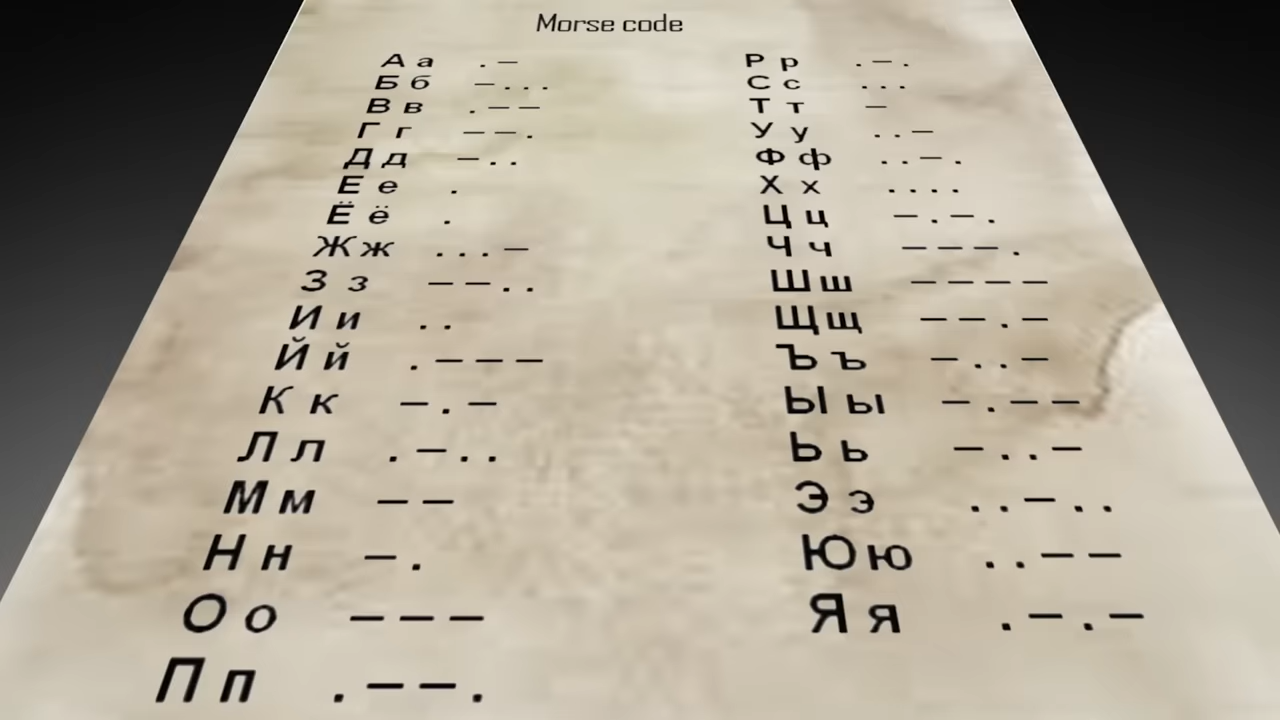 Morse code
А а .–
Б б –...
В в .––
Г г ––.
Д д –..
Е е .
Ё ё .
Ж ж ...–
З з ––..
И и ..
Й й .–––
К к –.–
Л л .–..
М м ––
Н н –.
О о –––
П п .––.
Р р .–.
С с ...
Т т –
У у ..–
Ф ф ..–.
Х х ....
Ц ц –.–.
Ч ч –––.
Ш ш ––––
Щ щ ––.–
Ъ ъ –..–
Ы ы –.––
Ь ь –..–
Э э ..–..
Ю ю ..––
Я я .–.–